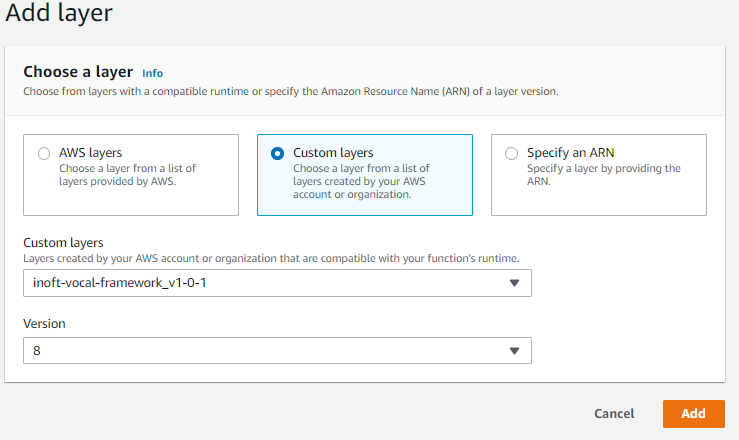 Add layer
Choose a layer Info
Choose from layers with a compatible runtime or specify the Amazon Resource Name (ARN) of a layer version.
AWS layers
Choose a layer from a list of
layers provided by AWS.
Custom layers
Choose a layer from a list of
layers created by your AWS
account or organization.
Specify an ARN
Specify a layer by providing the
ARN.
Custom layers
Layers created by your AWS account or organization that are compatible with your function's runtime.
inoft-vocal-framework_v1-0-1
Version
8
Cancel
Add